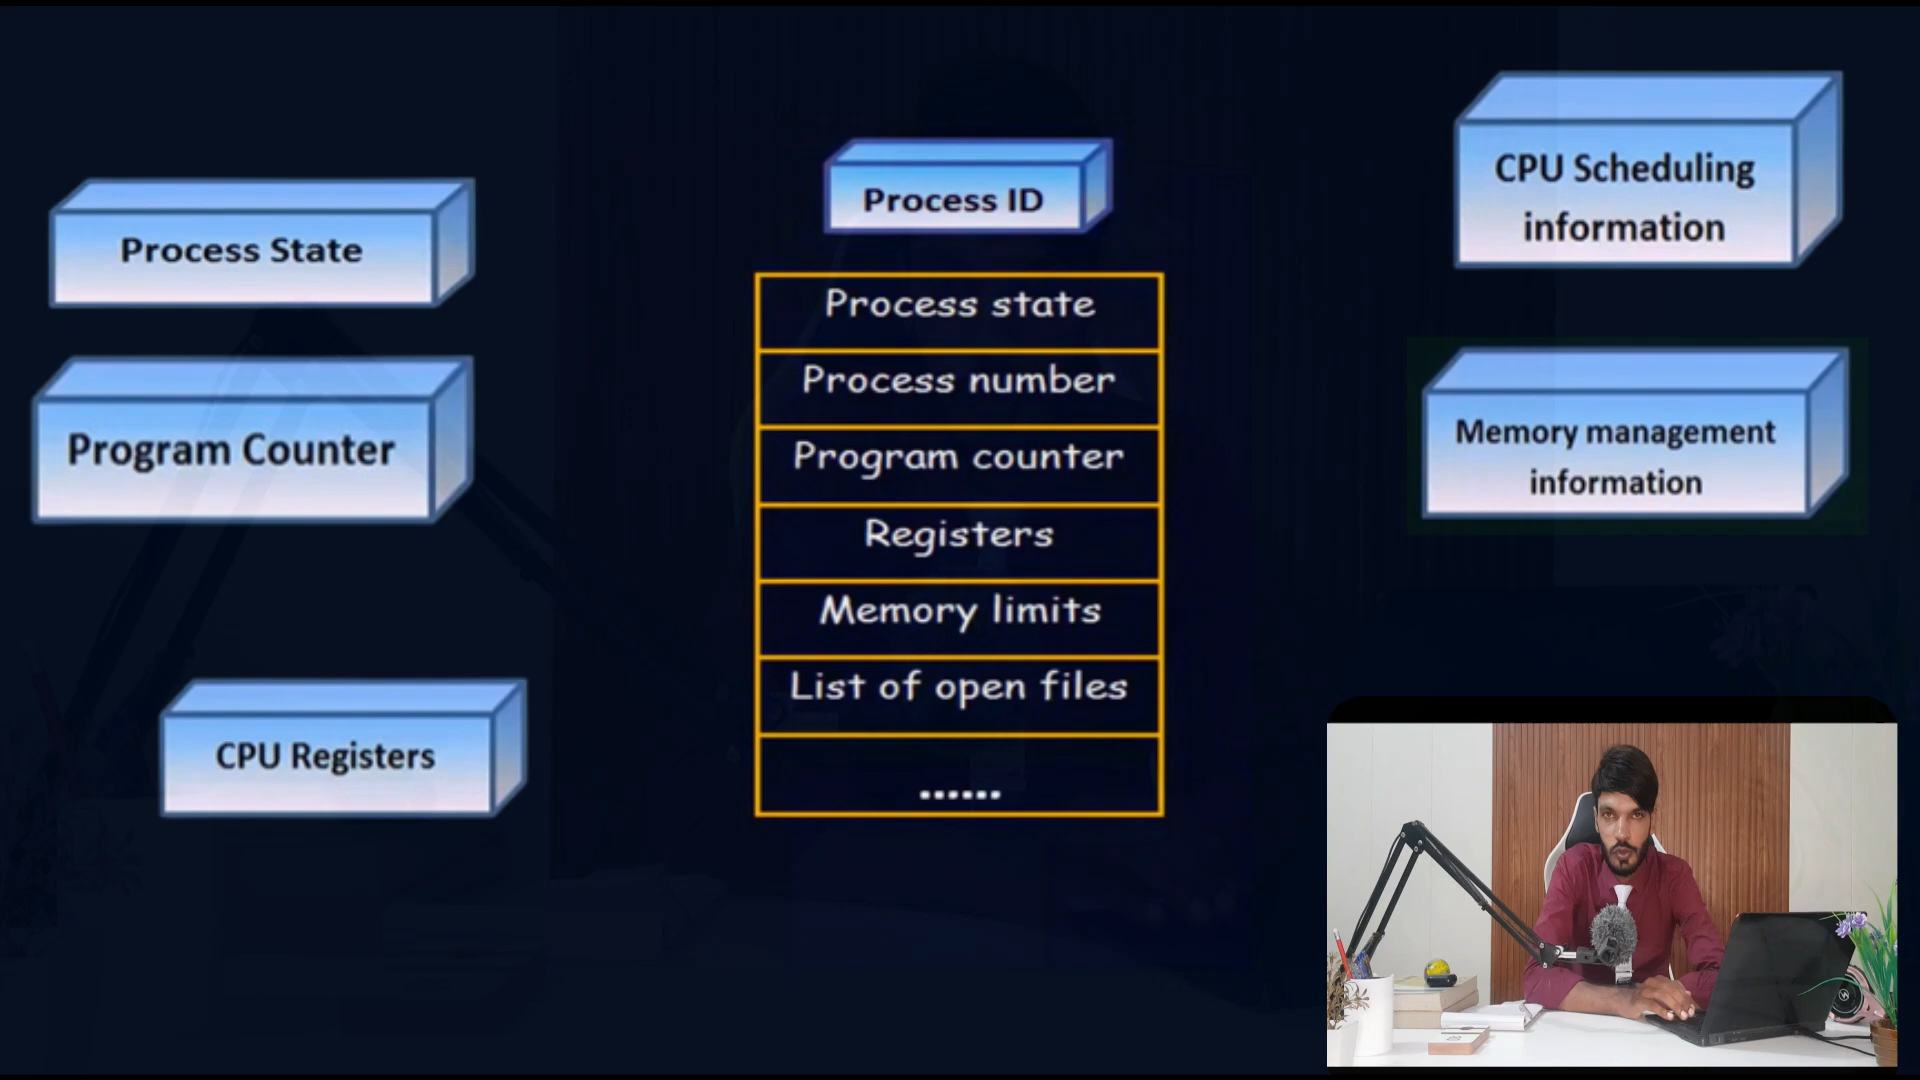 Process State
Program Counter
CPU Registers
Process ID
Process state
Process number
Program counter
Registers
Memory limits
List of open files
......
CPU Scheduling
information
Memory management
information